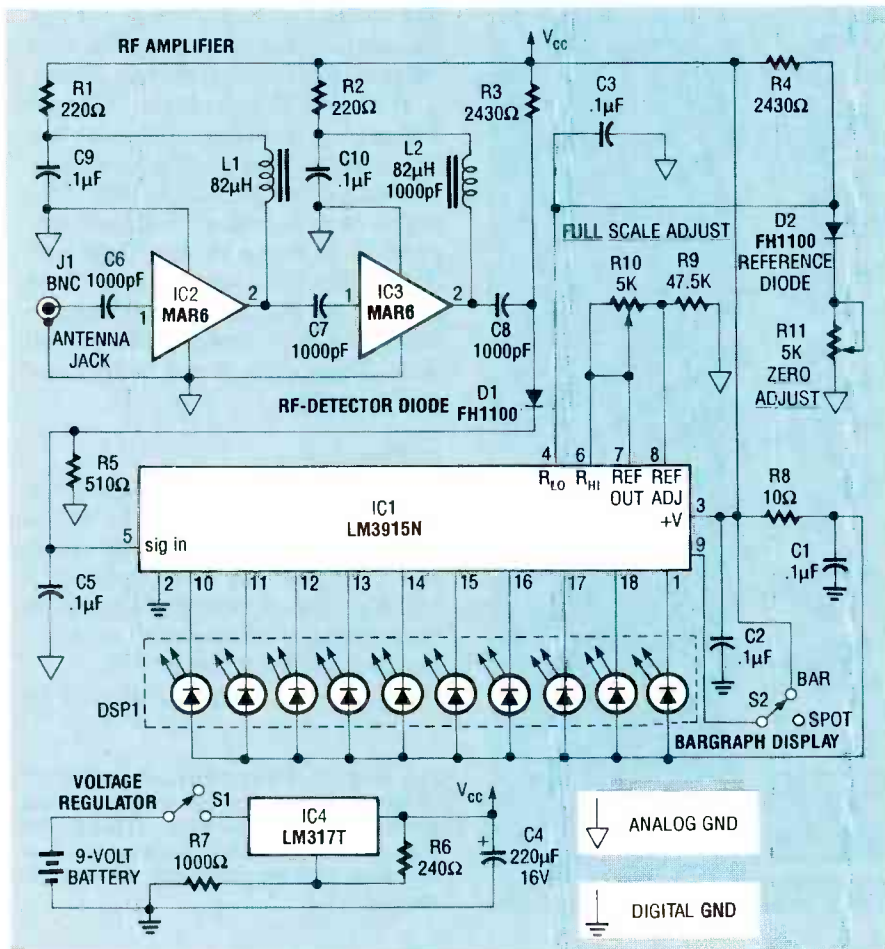 RF AMPLIFIER
VCC
R1
220Ω
R2
220Ω
R3
2430Ω
C3
.1µF
R4
2430Ω
C9
.1µF
L1
82µH
C10
.1µF
L2
82µH
1000pF
FULL SCALE ADJUST
D2
FH1100
REFERENCE
DIODE
J1
BNC
C6
1000pF
1
IC2
MAR6
2
C7
1000pF
1
IC3
MAR6
2
C8
1000pF
R10
5K
R9
47.5K
R11
5K
ZERO
ADJUST
ANTENNA
JACK
RF-DETECTOR DIODE
D1
FH1100
R5
510Ω
4
6
7
8
RLO
RHI
REF
OUT
REF
ADJ
+V
IC1
LM3915N
3
9
R8
10Ω
5
sig in
C1
.1µF
2
10
11
12
13
14
15
16
17
18
1
C5
.1µF
C2
.1µF
BAR
S2
SPOT
DSP1
BARGRAPH DISPLAY
VOLTAGE
REGULATOR
S1
IC4
LM317T
VCC
9-VOLT
BATTERY
R7
1000Ω
R6
240Ω
+
C4
220µF
16V
ANALOG GND
DIGITAL GND